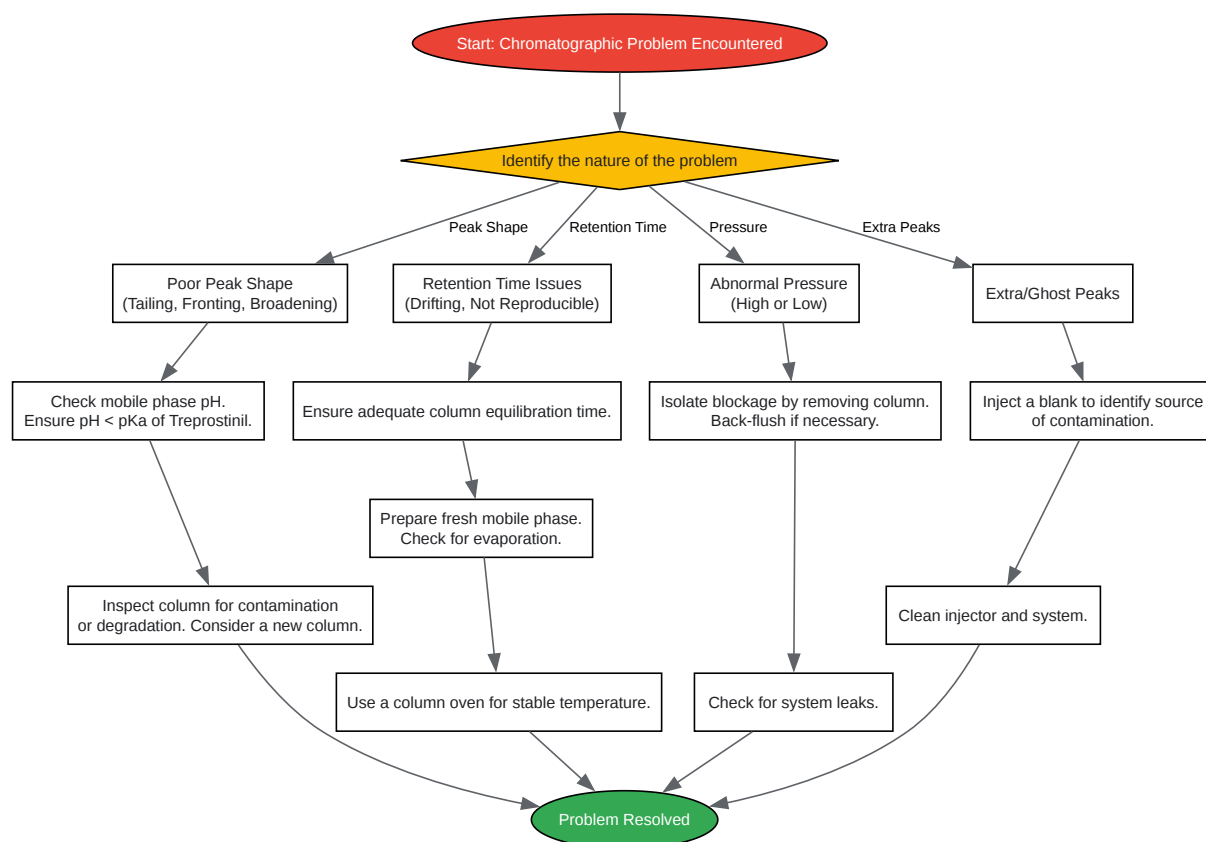 Start: Chromatographic Problem Encountered
Identify the nature of the problem
Peak Shape
Retention Time
Pressure
Extra Peaks
Poor Peak Shape
(Tailing, Fronting, Broadening)
Retention Time Issues
(Drifting, Not Reproducible)
Abnormal Pressure
(High or Low)
Extra/Ghost Peaks
Check mobile phase pH.
Ensure pH < pKa of Treprostinil.
Ensure adequate column equilibration time.
Isolate blockage by removing column.
Back-flush if necessary.
Inject a blank to identify source
of contamination.
Prepare fresh mobile phase.
Check for evaporation.
Inspect column for contamination
or degradation. Consider a new column.
Clean injector and system.
Use a column oven for stable temperature.
Check for system leaks.
Problem Resolved